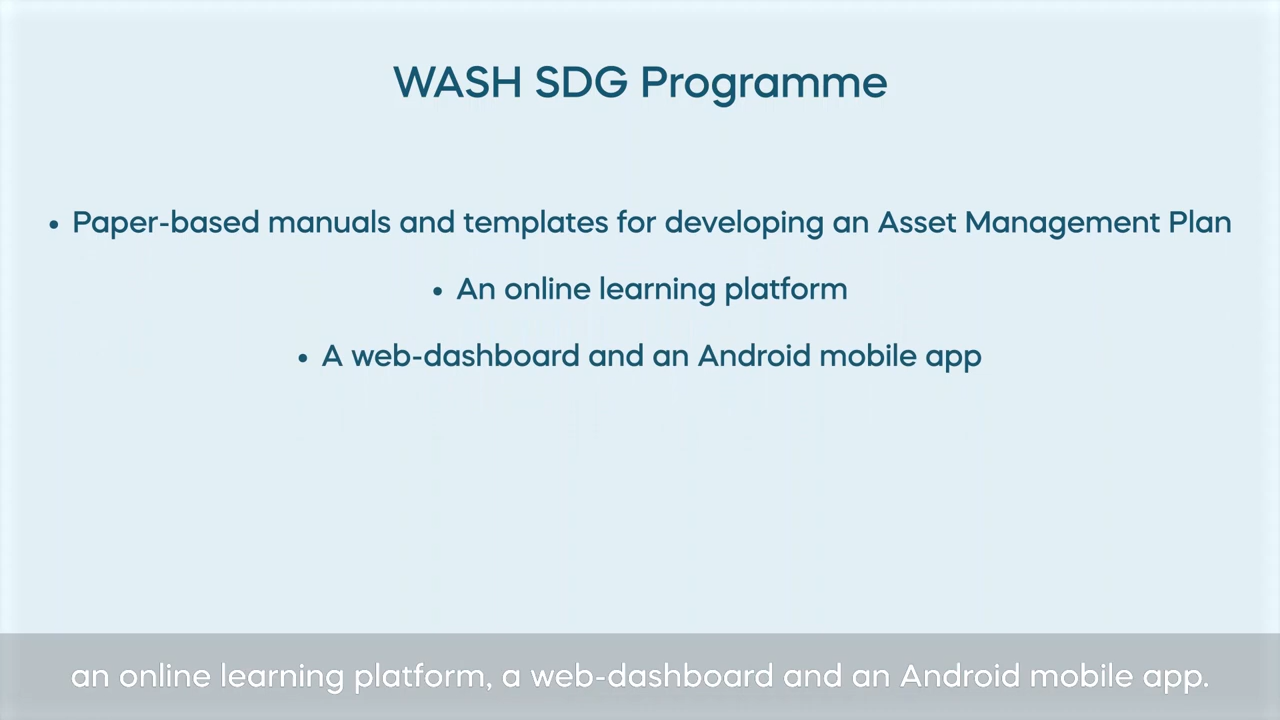 WASH SDG Programme
• Paper-based manuals and templates for developing an Asset Management Plan
• An online learning platform
• A web-dashboard and an Android mobile app
an online learning platform, a web-dashboard and an Android mobile app.